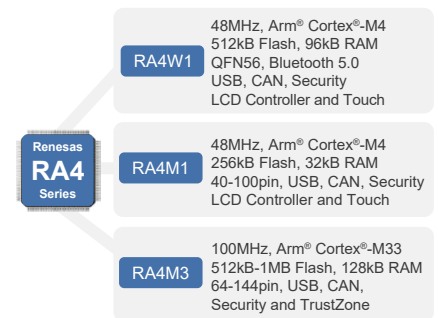 Renesas
RA4
Series
RA4W1
48MHz, Arm® Cortex®-M4
512kB Flash, 96kB RAM
QFN56, Bluetooth 5.0
USB, CAN, Security
LCD Controller and Touch
RA4M1
48MHz, Arm® Cortex®-M4
256kB Flash, 32kB RAM
40-100pin, USB, CAN, Security
LCD Controller and Touch
RA4M3
100MHz, Arm® Cortex®-M33
512kB-1MB Flash, 128kB RAM
64-144pin, USB, CAN,
Security and TrustZone